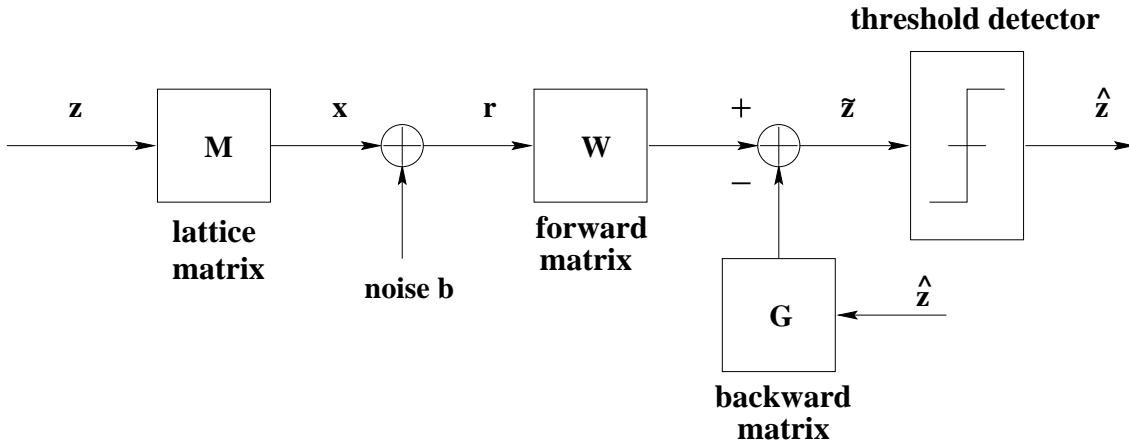 threshold detector
z
M
x
r
W
+
−
z̃
ẑ
lattice
matrix
noise b
forward
matrix
G
ẑ
backward
matrix